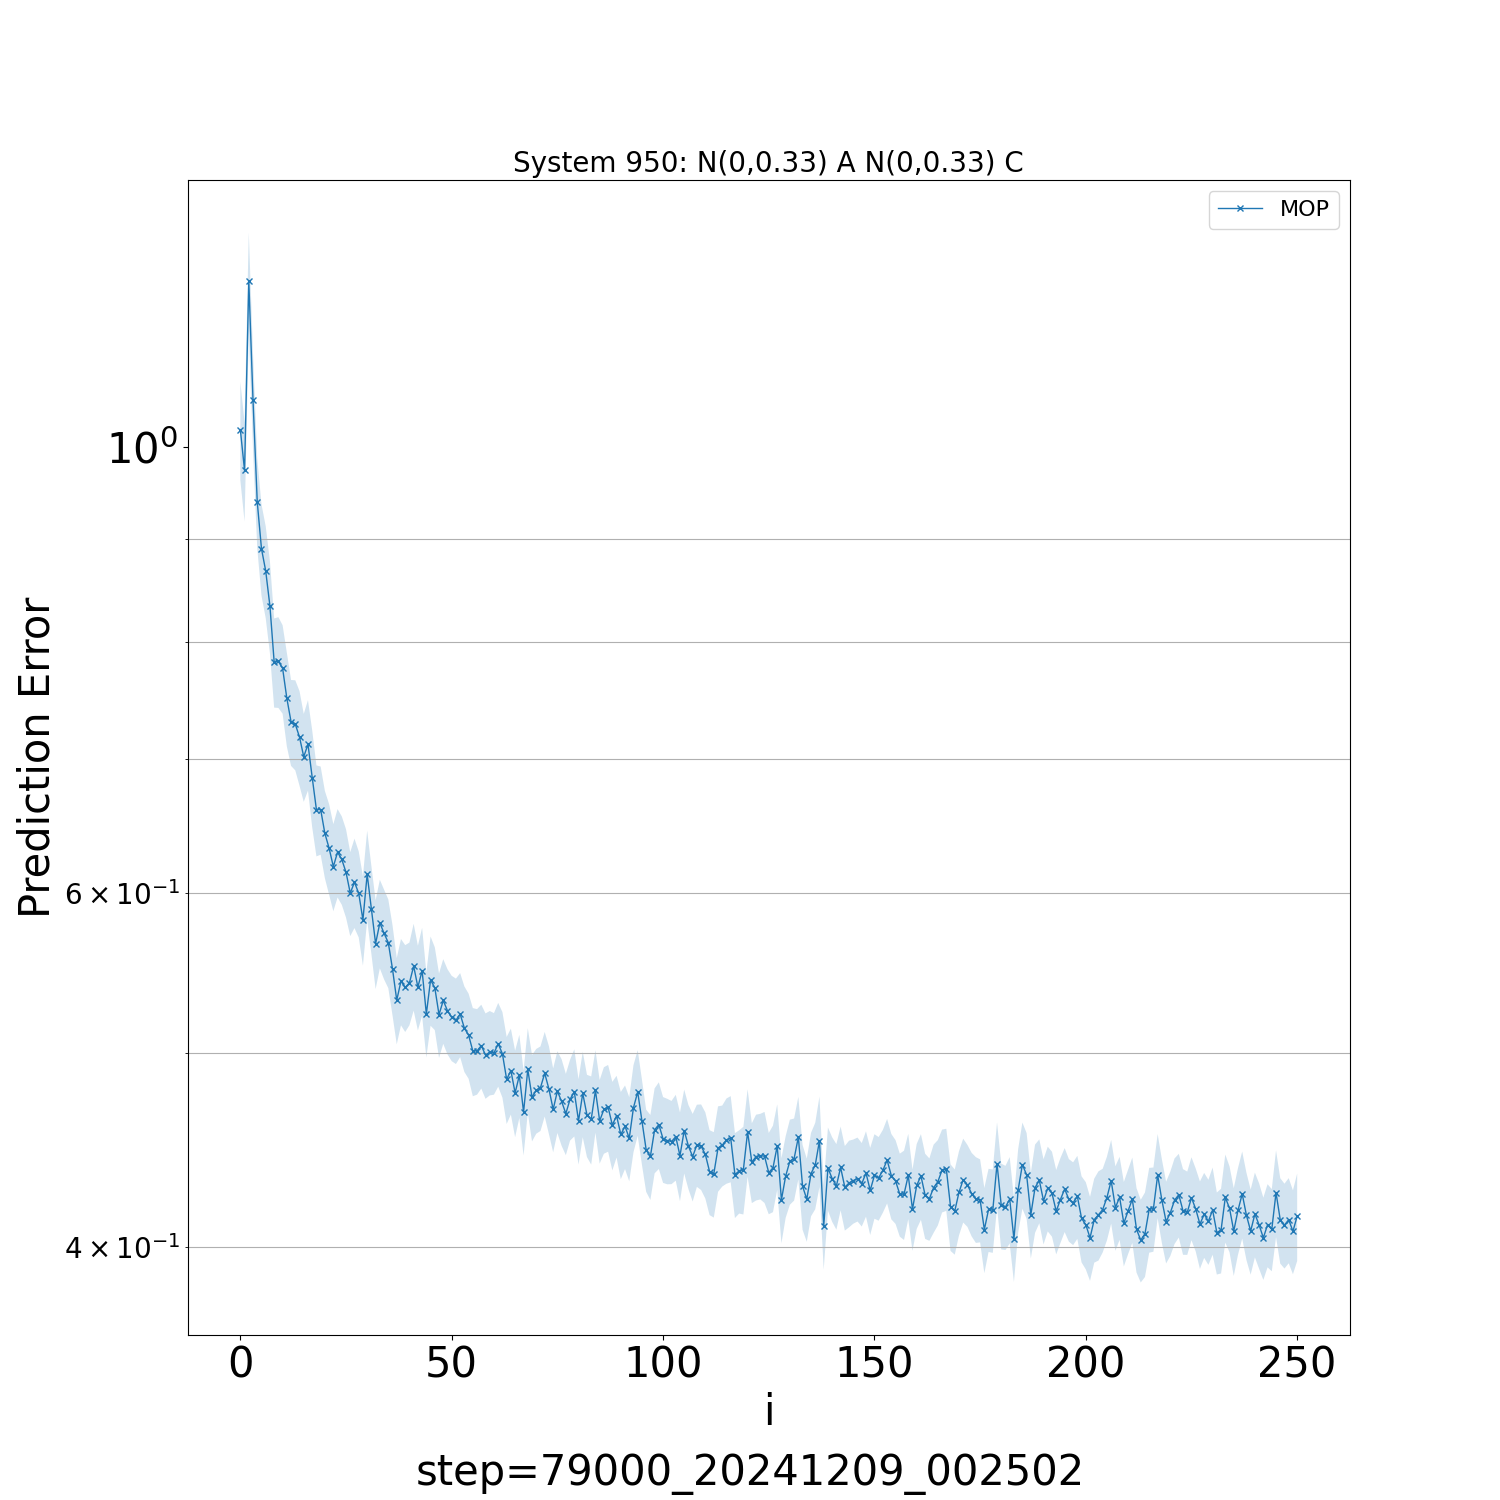 System 950: N(0,0.33) A N(0,0.33) C
MOP
10⁰
6 × 10⁻¹
4 × 10⁻¹
Prediction Error
0 50 100 150 200 250
i
step=79000_20241209_002502